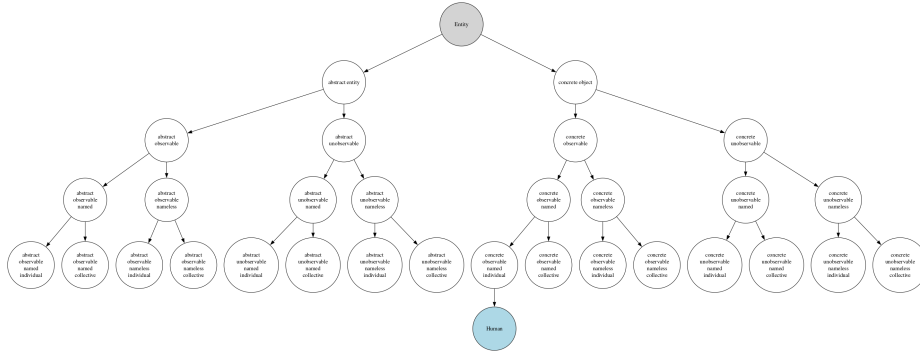 Entity
abstract entity
concrete object
abstract
observable
abstract
unobservable
concrete
observable
concrete
unobservable
abstract
observable
named
abstract
observable
nameless
abstract
unobservable
named
abstract
unobservable
nameless
concrete
observable
named
concrete
observable
nameless
concrete
unobservable
named
concrete
unobservable
nameless
abstract
observable
named
individual
abstract
observable
named
collective
abstract
observable
nameless
individual
abstract
observable
nameless
collective
abstract
unobservable
named
individual
abstract
unobservable
named
collective
abstract
unobservable
nameless
individual
abstract
unobservable
nameless
collective
concrete
observable
named
individual
concrete
observable
named
collective
concrete
observable
nameless
individual
concrete
observable
nameless
collective
concrete
unobservable
named
individual
concrete
unobservable
named
collective
concrete
unobservable
nameless
individual
concrete
unobservable
nameless
collective
Human